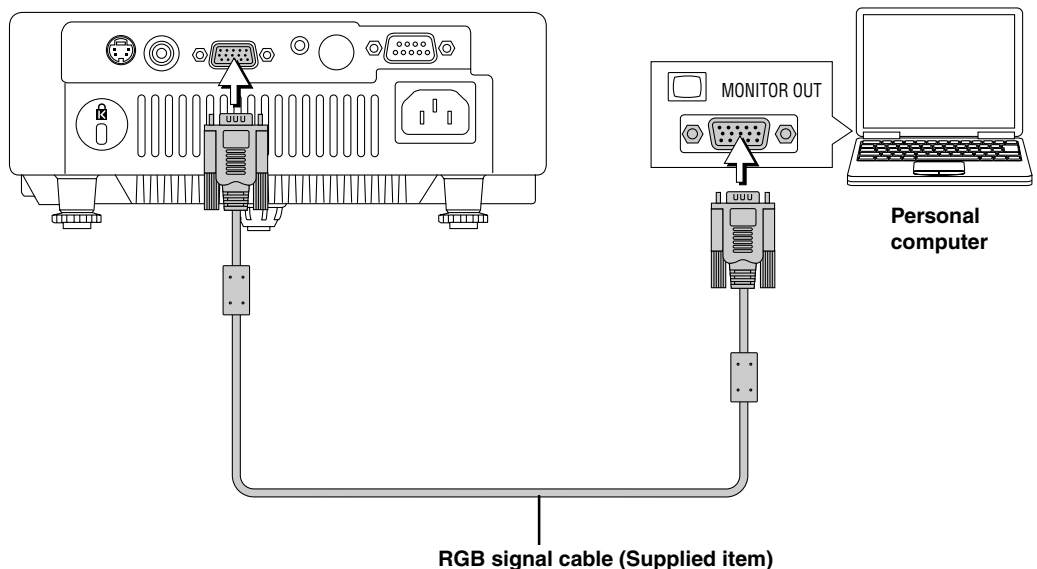 MONITOR OUT
Personal
computer
RGB signal cable (Supplied item)